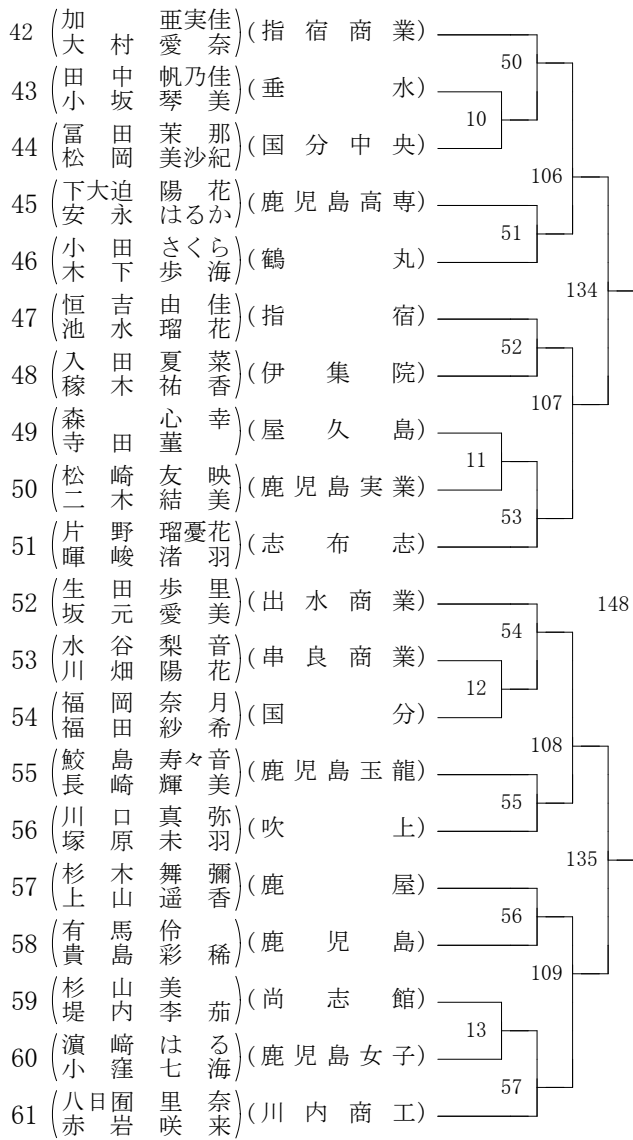 42 (加 亜実佳 大村愛奈) (指宿商業)
50
43 (田中帆乃佳 小坂琴美) (垂水)
10
44 (冨田茉那 松岡美沙紀) (国分中央)
106
45 (下大迫陽花 安永はるか) (鹿児島高専)
51
46 (小田さくら 木下歩海) (鶴丸)
134
47 (恒吉由佳 池水瑠花) (指宿)
52
48 (入田夏菜 稼木祐香) (伊集院)
107
49 (森心幸 寺田菫) (屋久島)
11
50 (松崎友映 二木結美) (鹿児島実業)
53
51 (片野瑠憂花 暉峻渚羽) (志布志)
52 (生田歩里 坂元愛美) (出水商業)
148
54
53 (水谷梨音 川畑陽花) (串良商業)
12
54 (福岡奈月 福田紗希) (国分)
108
55 (鮫島寿々音 長崎輝美) (鹿児島玉龍)
55
56 (川口真弥 塚原未羽) (吹上)
135
57 (杉木舞彌 上山遥香) (鹿屋)
56
58 (有馬伶 貴島彩稀) (鹿児島)
109
59 (杉山美 堤内李茄) (尚志館)
13
60 (濵﨑はる 小窪七海) (鹿児島女子)
57
61 (八日囿里奈 赤岩咲来) (川内商工)